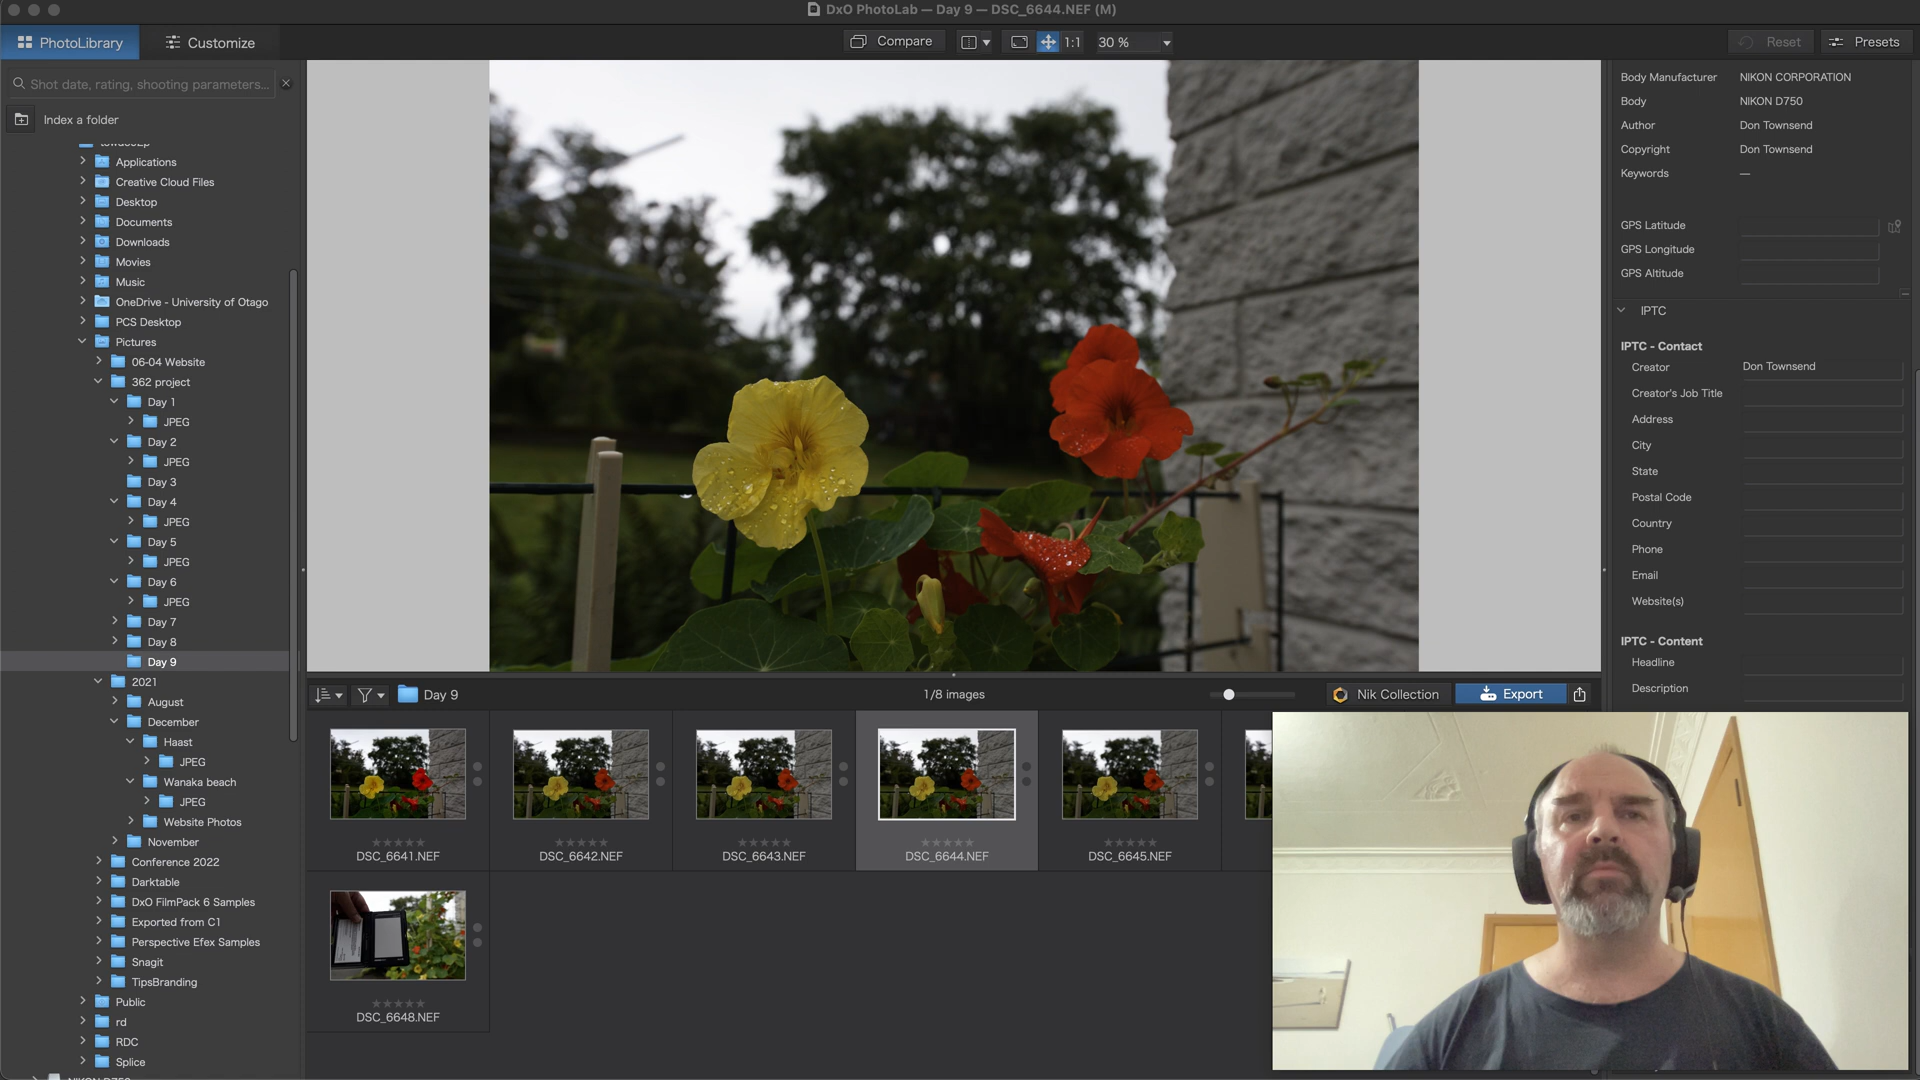 DxO PhotoLab — Day 9 — DSC_6644.NEF (M)
PhotoLibrary
Customize
Compare
1:1
30 %
Reset
Presets
Shot date, rating, shooting parameters...
Index a folder
Applications
Creative Cloud Files
Desktop
Documents
Downloads
Movies
Music
OneDrive - University of Otago
PCS Desktop
Pictures
06-04 Website
362 project
Day 1
JPEG
Day 2
JPEG
Day 3
Day 4
JPEG
Day 5
JPEG
Day 6
JPEG
Day 7
Day 8
Day 9
2021
August
December
Haast
JPEG
Wanaka beach
JPEG
Website Photos
November
Conference 2022
Darktable
DxO FilmPack 6 Samples
Exported from C1
Perspective Efex Samples
Snagit
TipsBranding
Public
rd
RDC
Splice
Day 9
1/8 images
Nik Collection
Export
DSC_6641.NEF
DSC_6642.NEF
DSC_6643.NEF
DSC_6644.NEF
DSC_6645.NEF
DSC_6648.NEF
Body Manufacturer NIKON CORPORATION
Body NIKON D750
Author Don Townsend
Copyright Don Townsend
Keywords —
GPS Latitude
GPS Longitude
GPS Altitude
IPTC
IPTC - Contact
Creator Don Townsend
Creator's Job Title
Address
City
State
Postal Code
Country
Phone
Email
Website(s)
IPTC - Content
Headline
Description